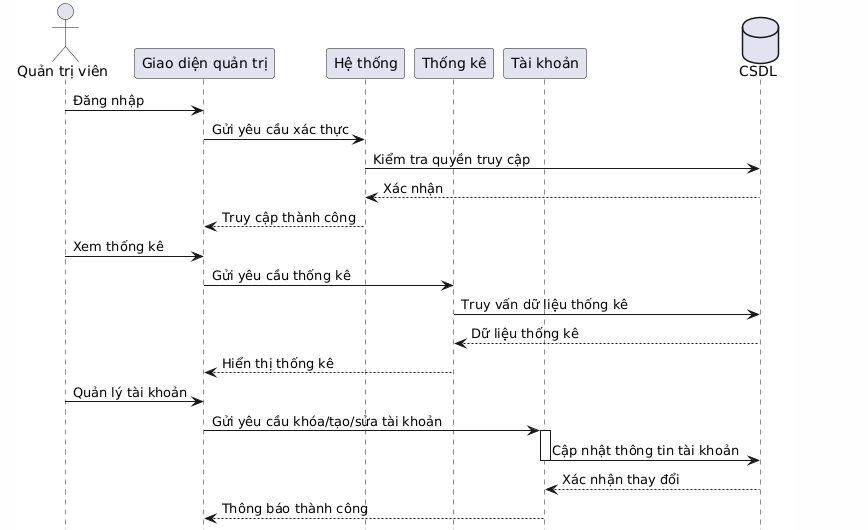 Quản trị viên
Giao diện quản trị
Hệ thống
Thống kê
Tài khoản
CSDL
Đăng nhập
Gửi yêu cầu xác thực
Kiểm tra quyền truy cập
Xác nhận
Truy cập thành công
Xem thống kê
Gửi yêu cầu thống kê
Truy vấn dữ liệu thống kê
Dữ liệu thống kê
Hiển thị thống kê
Quản lý tài khoản
Gửi yêu cầu khóa/tạo/sửa tài khoản
Cập nhật thông tin tài khoản
Xác nhận thay đổi
Thông báo thành công